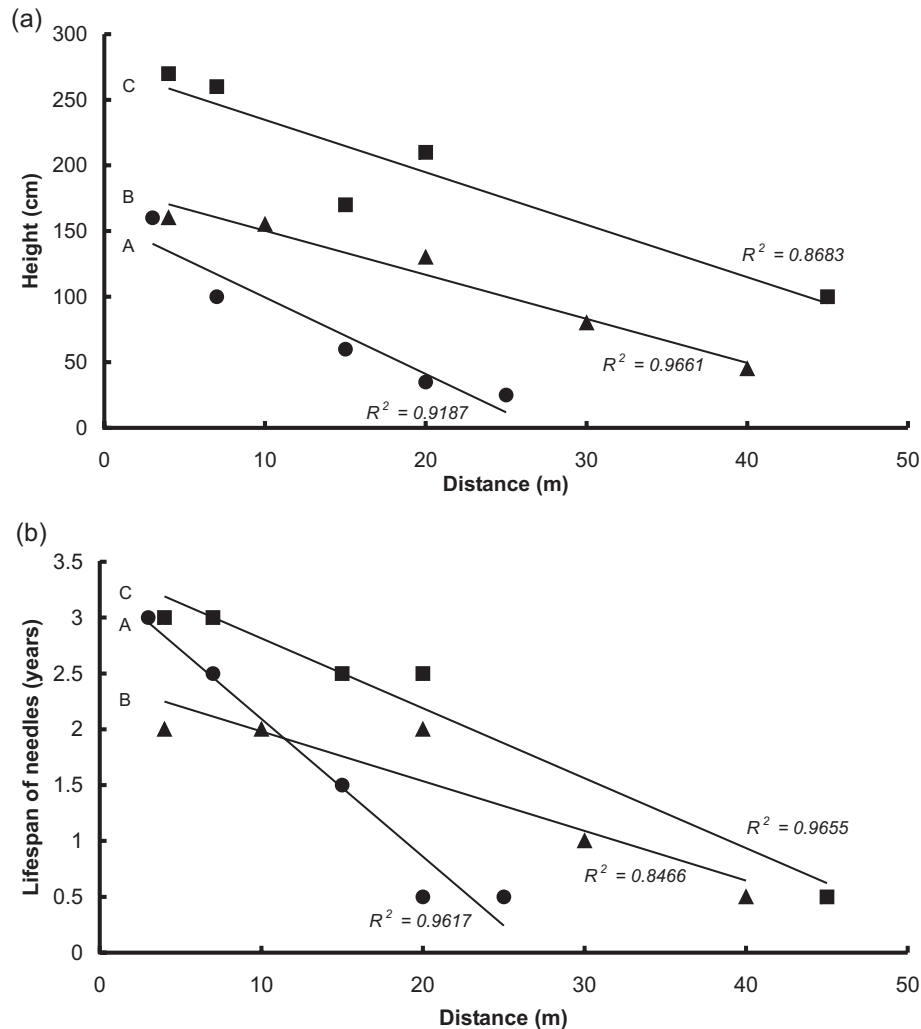 (a)
300
250
200
150
100
50
0
Height (cm)
C
B
A
R² = 0.8683
R² = 0.9661
R² = 0.9187
0 10 20 30 40 50
Distance (m)
(b)
3.5
3
2.5
2
1.5
1
0.5
0
Lifespan of needles (years)
C
A
B
R² = 0.9655
R² = 0.8466
R² = 0.9617
0 10 20 30 40 50
Distance (m)